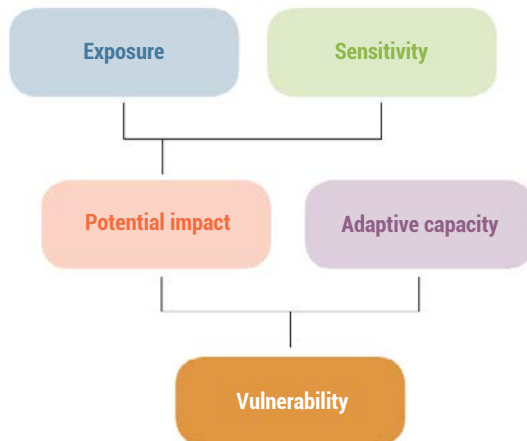 Exposure
Sensitivity
Potential impact
Adaptive capacity
Vulnerability